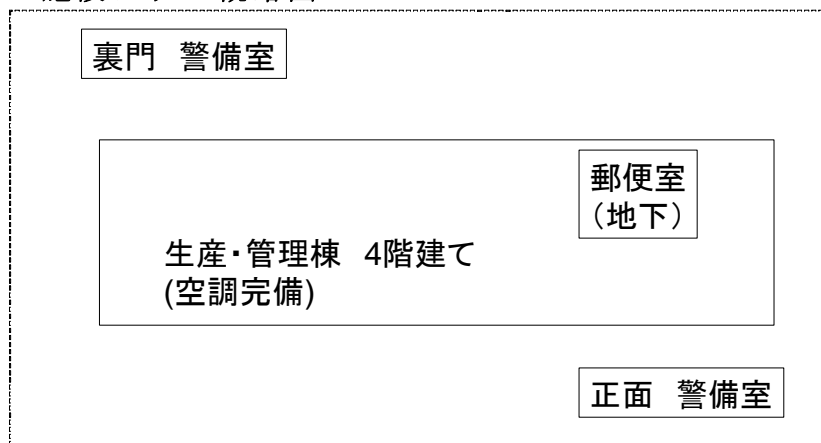 裏門　警備室
郵便室
（地下）
生産・管理棟　4階建て
(空調完備)
正面　警備室